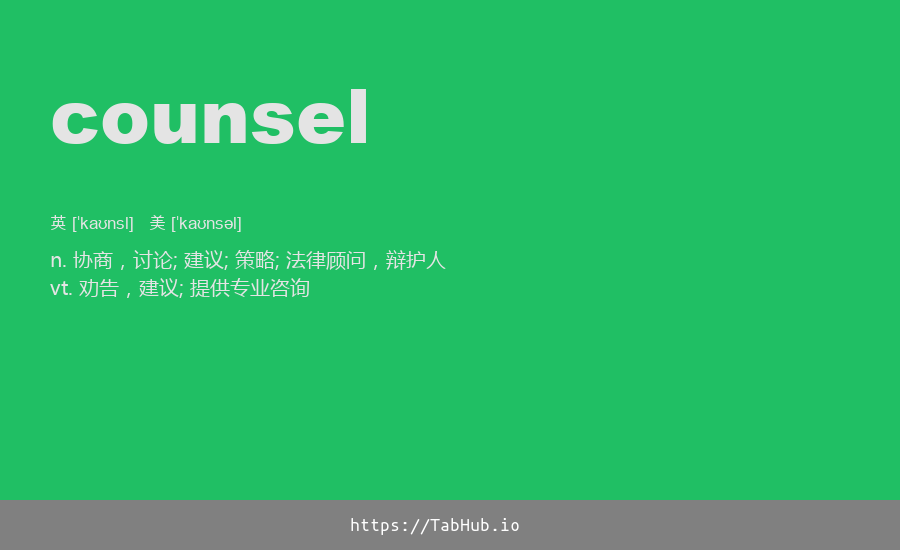 counsel
英 [ˈkaʊnsl] 美 [ˈkaʊnsəl]
n. 协商，讨论; 建议; 策略; 法律顾问，辩护人
vt. 劝告，建议; 提供专业咨询
https://TabHub.io